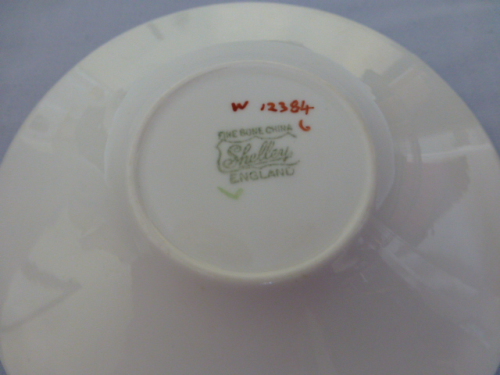 W 12384
6
FINE BONE CHINA
Shelley
ENGLAND